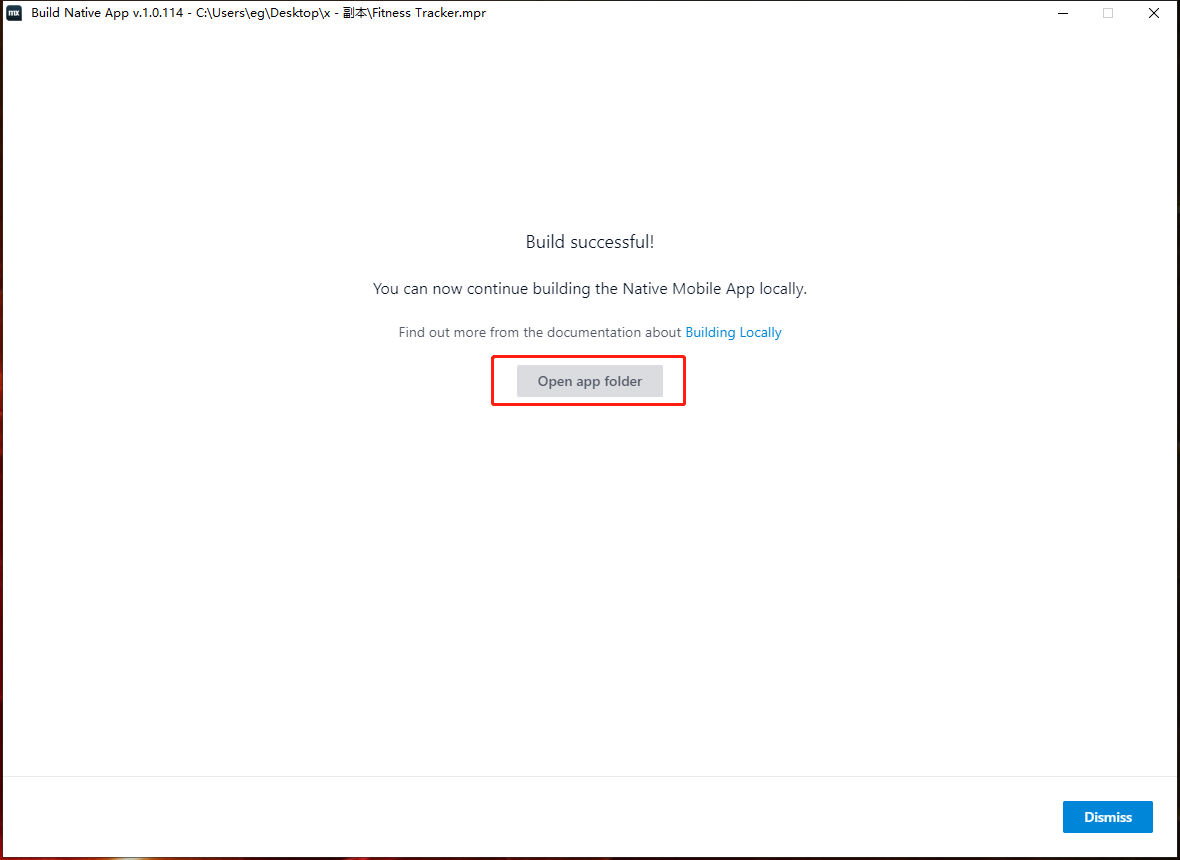 mx Build Native App v.1.0.114 - C:\Users\eg\Desktop\x - 副本\Fitness Tracker.mpr
Build successful!
You can now continue building the Native Mobile App locally.
Find out more from the documentation about Building Locally
Open app folder
Dismiss